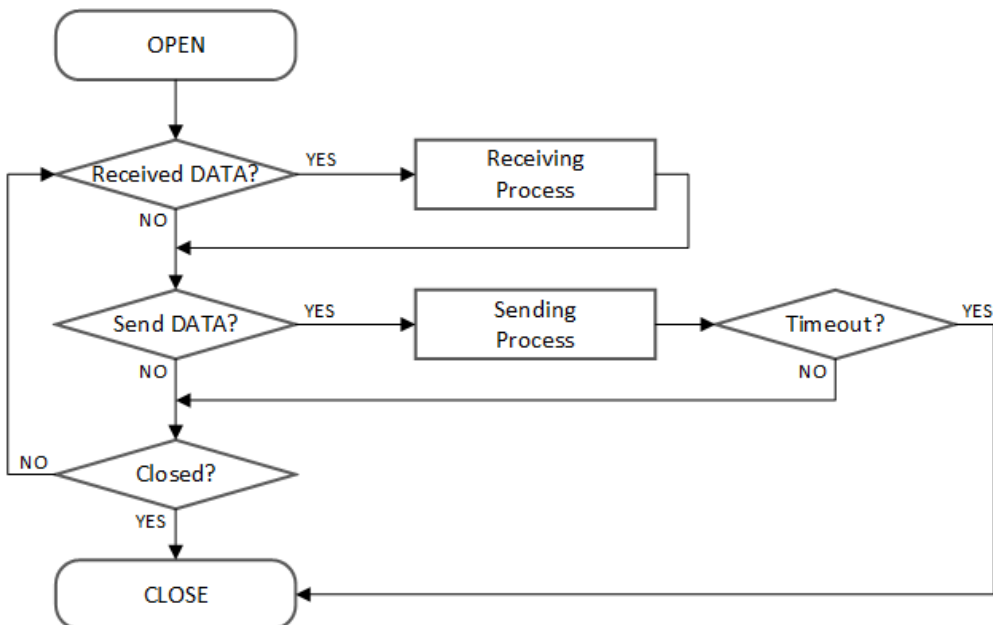 OPEN
Received DATA?
YES
Receiving
Process
NO
Send DATA?
YES
Sending
Process
Timeout?
YES
NO
NO
Closed?
NO
YES
CLOSE